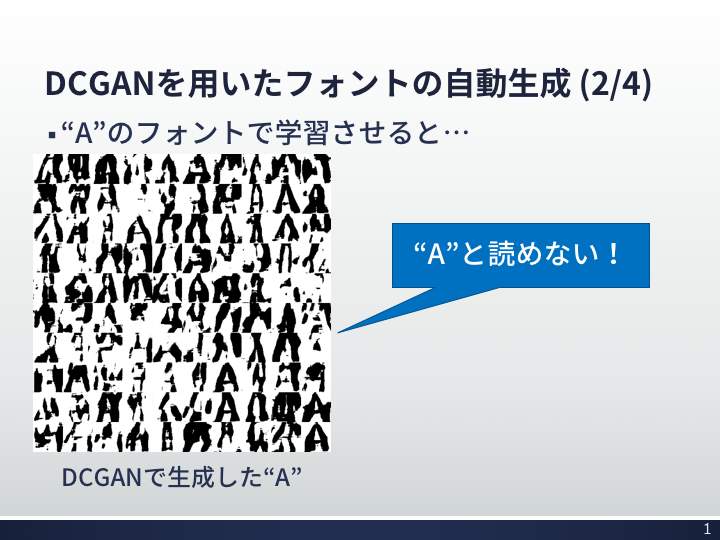 DCGANを用いたフォントの自動生成 (2/4)
▪“A”のフォントで学習させると…
“A”と読めない！
DCGANで生成した“A”
1